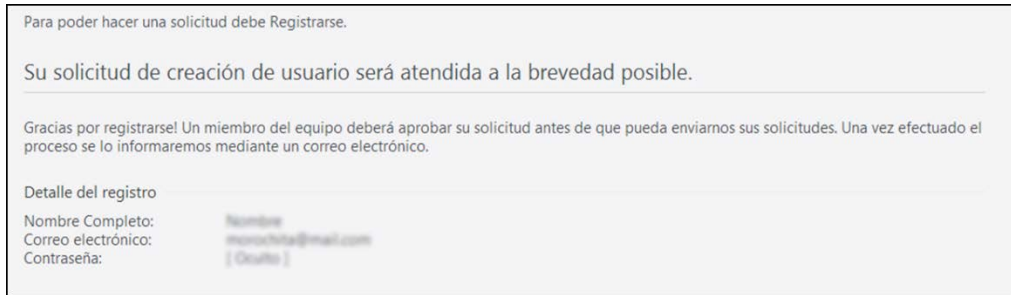 Para poder hacer una solicitud debe Registrarse.
Su solicitud de creación de usuario será atendida a la brevedad posible.
Gracias por registrarse! Un miembro del equipo deberá aprobar su solicitud antes de que pueda enviarnos sus solicitudes. Una vez efectuado el
proceso se lo informaremos mediante un correo electrónico.
Detalle del registro
Nombre Completo:
Correo electrónico:
Contraseña: